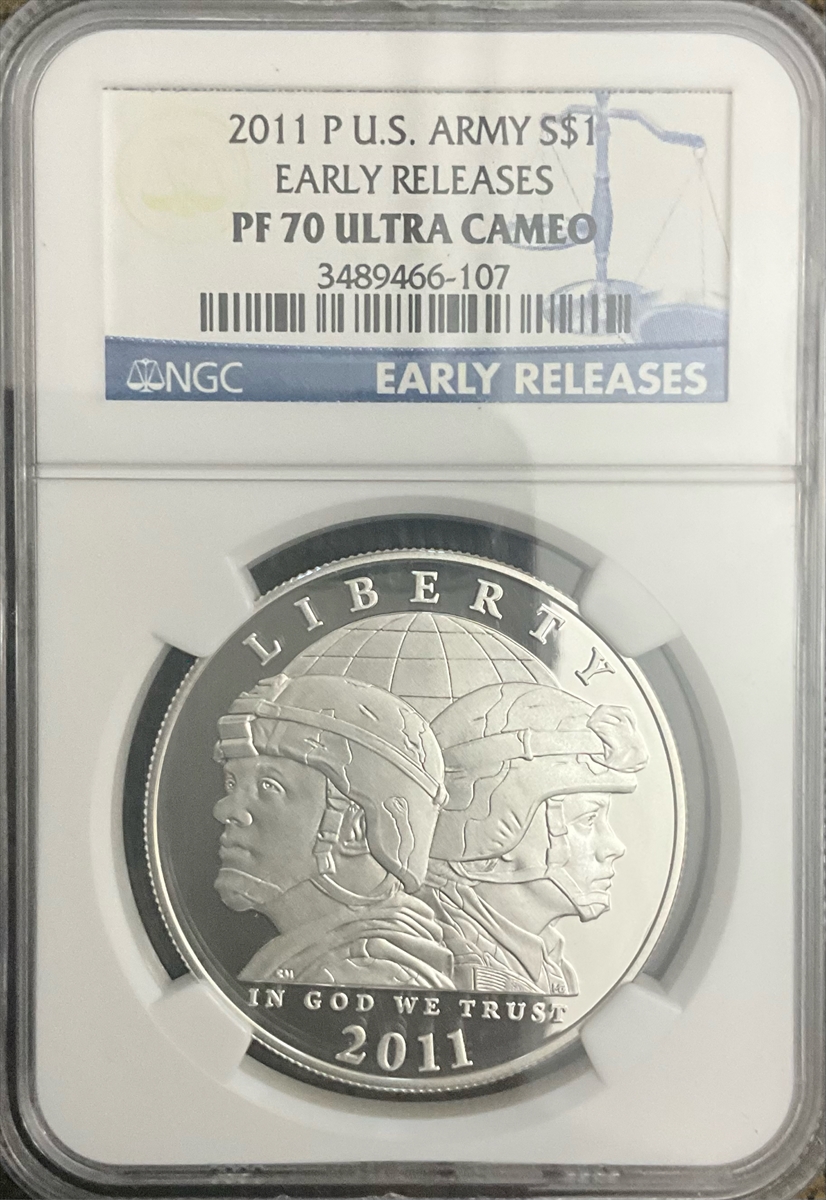 2011 P U.S. ARMY S$1
EARLY RELEASES
PF 70 ULTRA CAMEO
3489466-107
NGC EARLY RELEASES
LIBERTY
IN GOD WE TRUST
2011